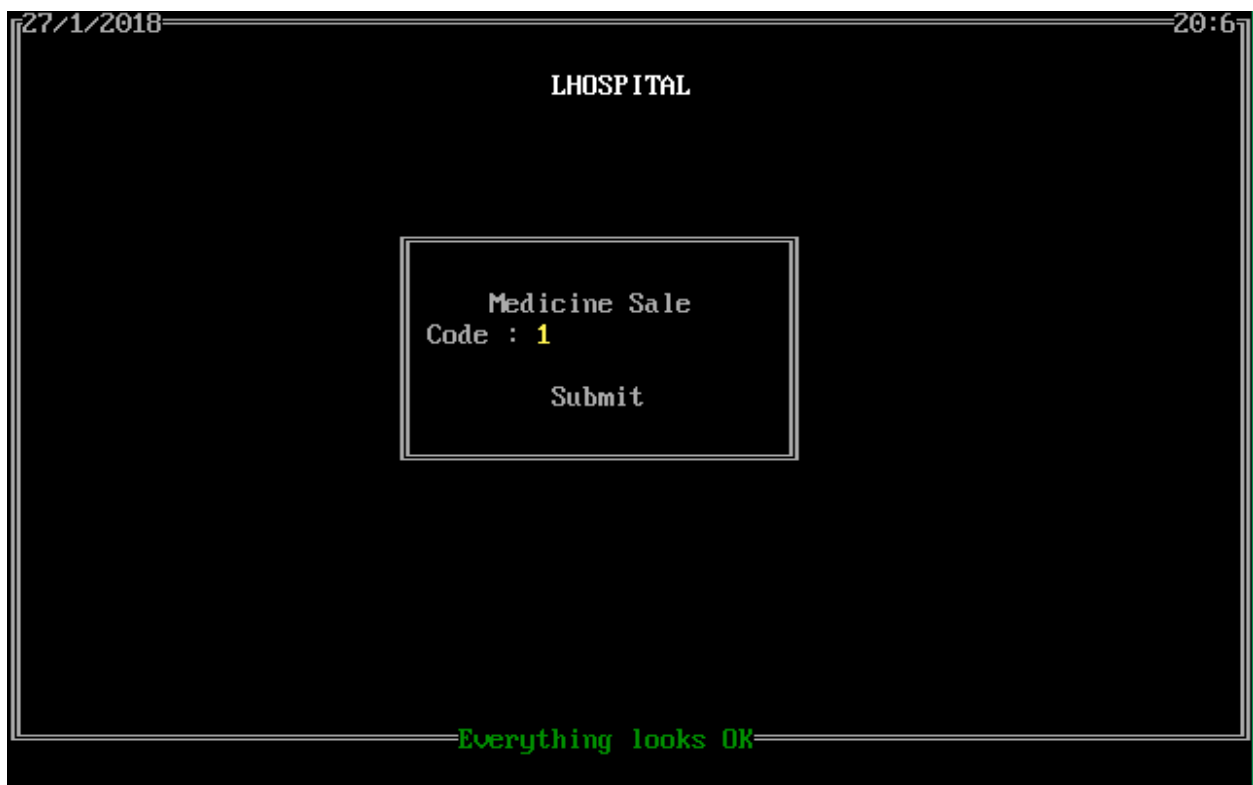 27/1/2018 20:6
LHOSPITAL
Medicine Sale
Code : 1
Submit
Everything looks OK